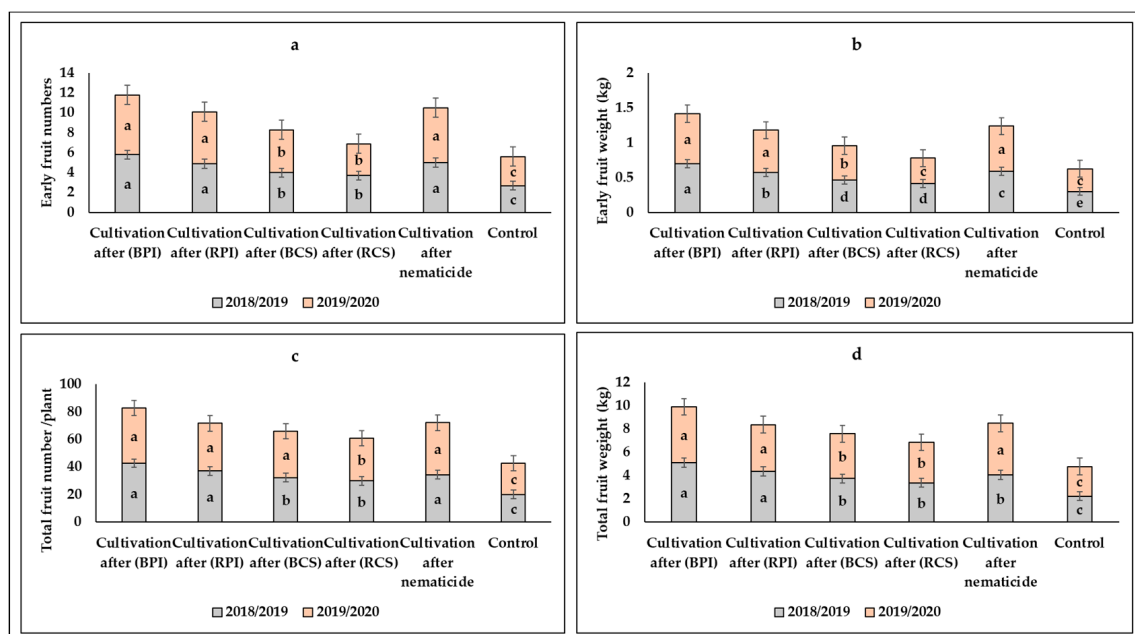 a
Early fruit numbers
14
12
10
8
6
4
2
0
a a b b a c
a a b b a c
Cultivation Cultivation Cultivation Cultivation Cultivation Control
after (BPI) after (RPI) after (BCS) after (RCS) after
nematicide
2018/2019 2019/2020
b
Early fruit weight (kg)
2
1.5
1
0.5
0
a a b c a c
a b d d c e
Cultivation Cultivation Cultivation Cultivation Cultivation Control
after (BPI) after (RPI) after (BCS) after (RCS) after
nematicide
2018/2019 2019/2020
c
Total fruit number /plant
100
80
60
40
20
0
a a a b a c
a a b b a c
Cultivation Cultivation Cultivation Cultivation Cultivation Control
after (BPI) after (RPI) after (BCS) after (RCS) after
nematicide
2018/2019 2019/2020
d
Total fruit wegight (kg)
12
10
8
6
4
2
0
a a b b a c
a a b b a c
Cultivation Cultivation Cultivation Cultivation Cultivation Control
after (BPI) after (RPI) after (BCS) after (RCS) after
nematicide
2018/2019 2019/2020